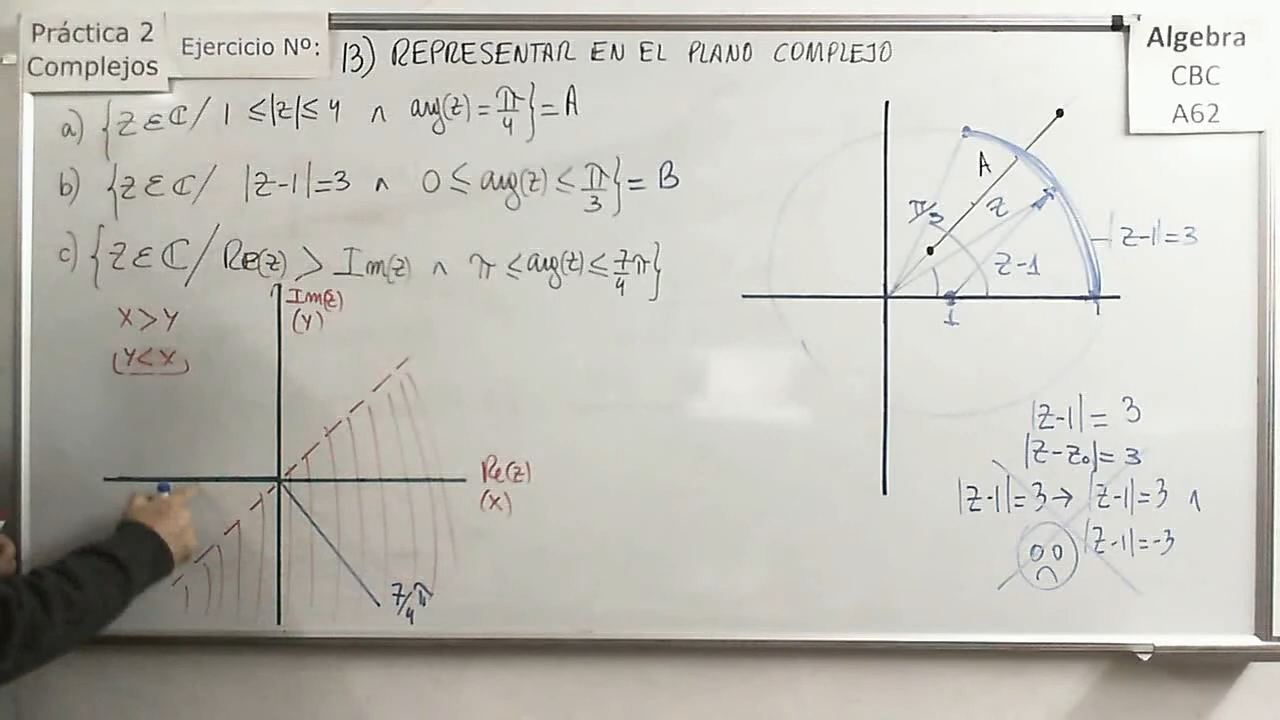 Práctica 2
Complejos
Ejercicio Nº:
13) REPRESENTAR EN EL PLANO COMPLEJO
Algebra
CBC
A62
a) {z ε ℂ / 1 ≤ |z| ≤ 4 ∧ arg(z) = π/4} = A
b) {z ε ℂ / |z-1| = 3 ∧ 0 ≤ arg(z) ≤ π/3} = B
c) {z ε ℂ / Re(z) > Im(z) ∧ π ≤ arg(z) ≤ 7/4 π}
x > y
y < x
Im(z)
(y)
Re(z)
(x)
7/4 π
A
π/3
z
z-1
|z-1| = 3
1
|z-1| = 3
|z-z₀| = 3
|z-1| = 3 → |z-1| = 3 ∧
|z-1| = -3